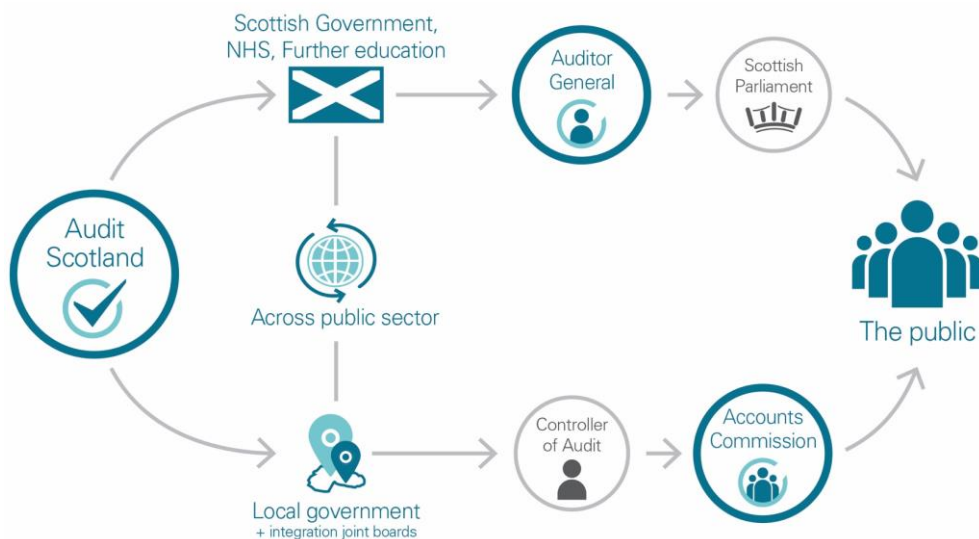 Scottish Government,
NHS, Further education
Auditor
General
Scottish
Parliament
Audit
Scotland
Across public sector
The public
Controller
of Audit
Accounts
Commission
Local government
+ integration joint boards